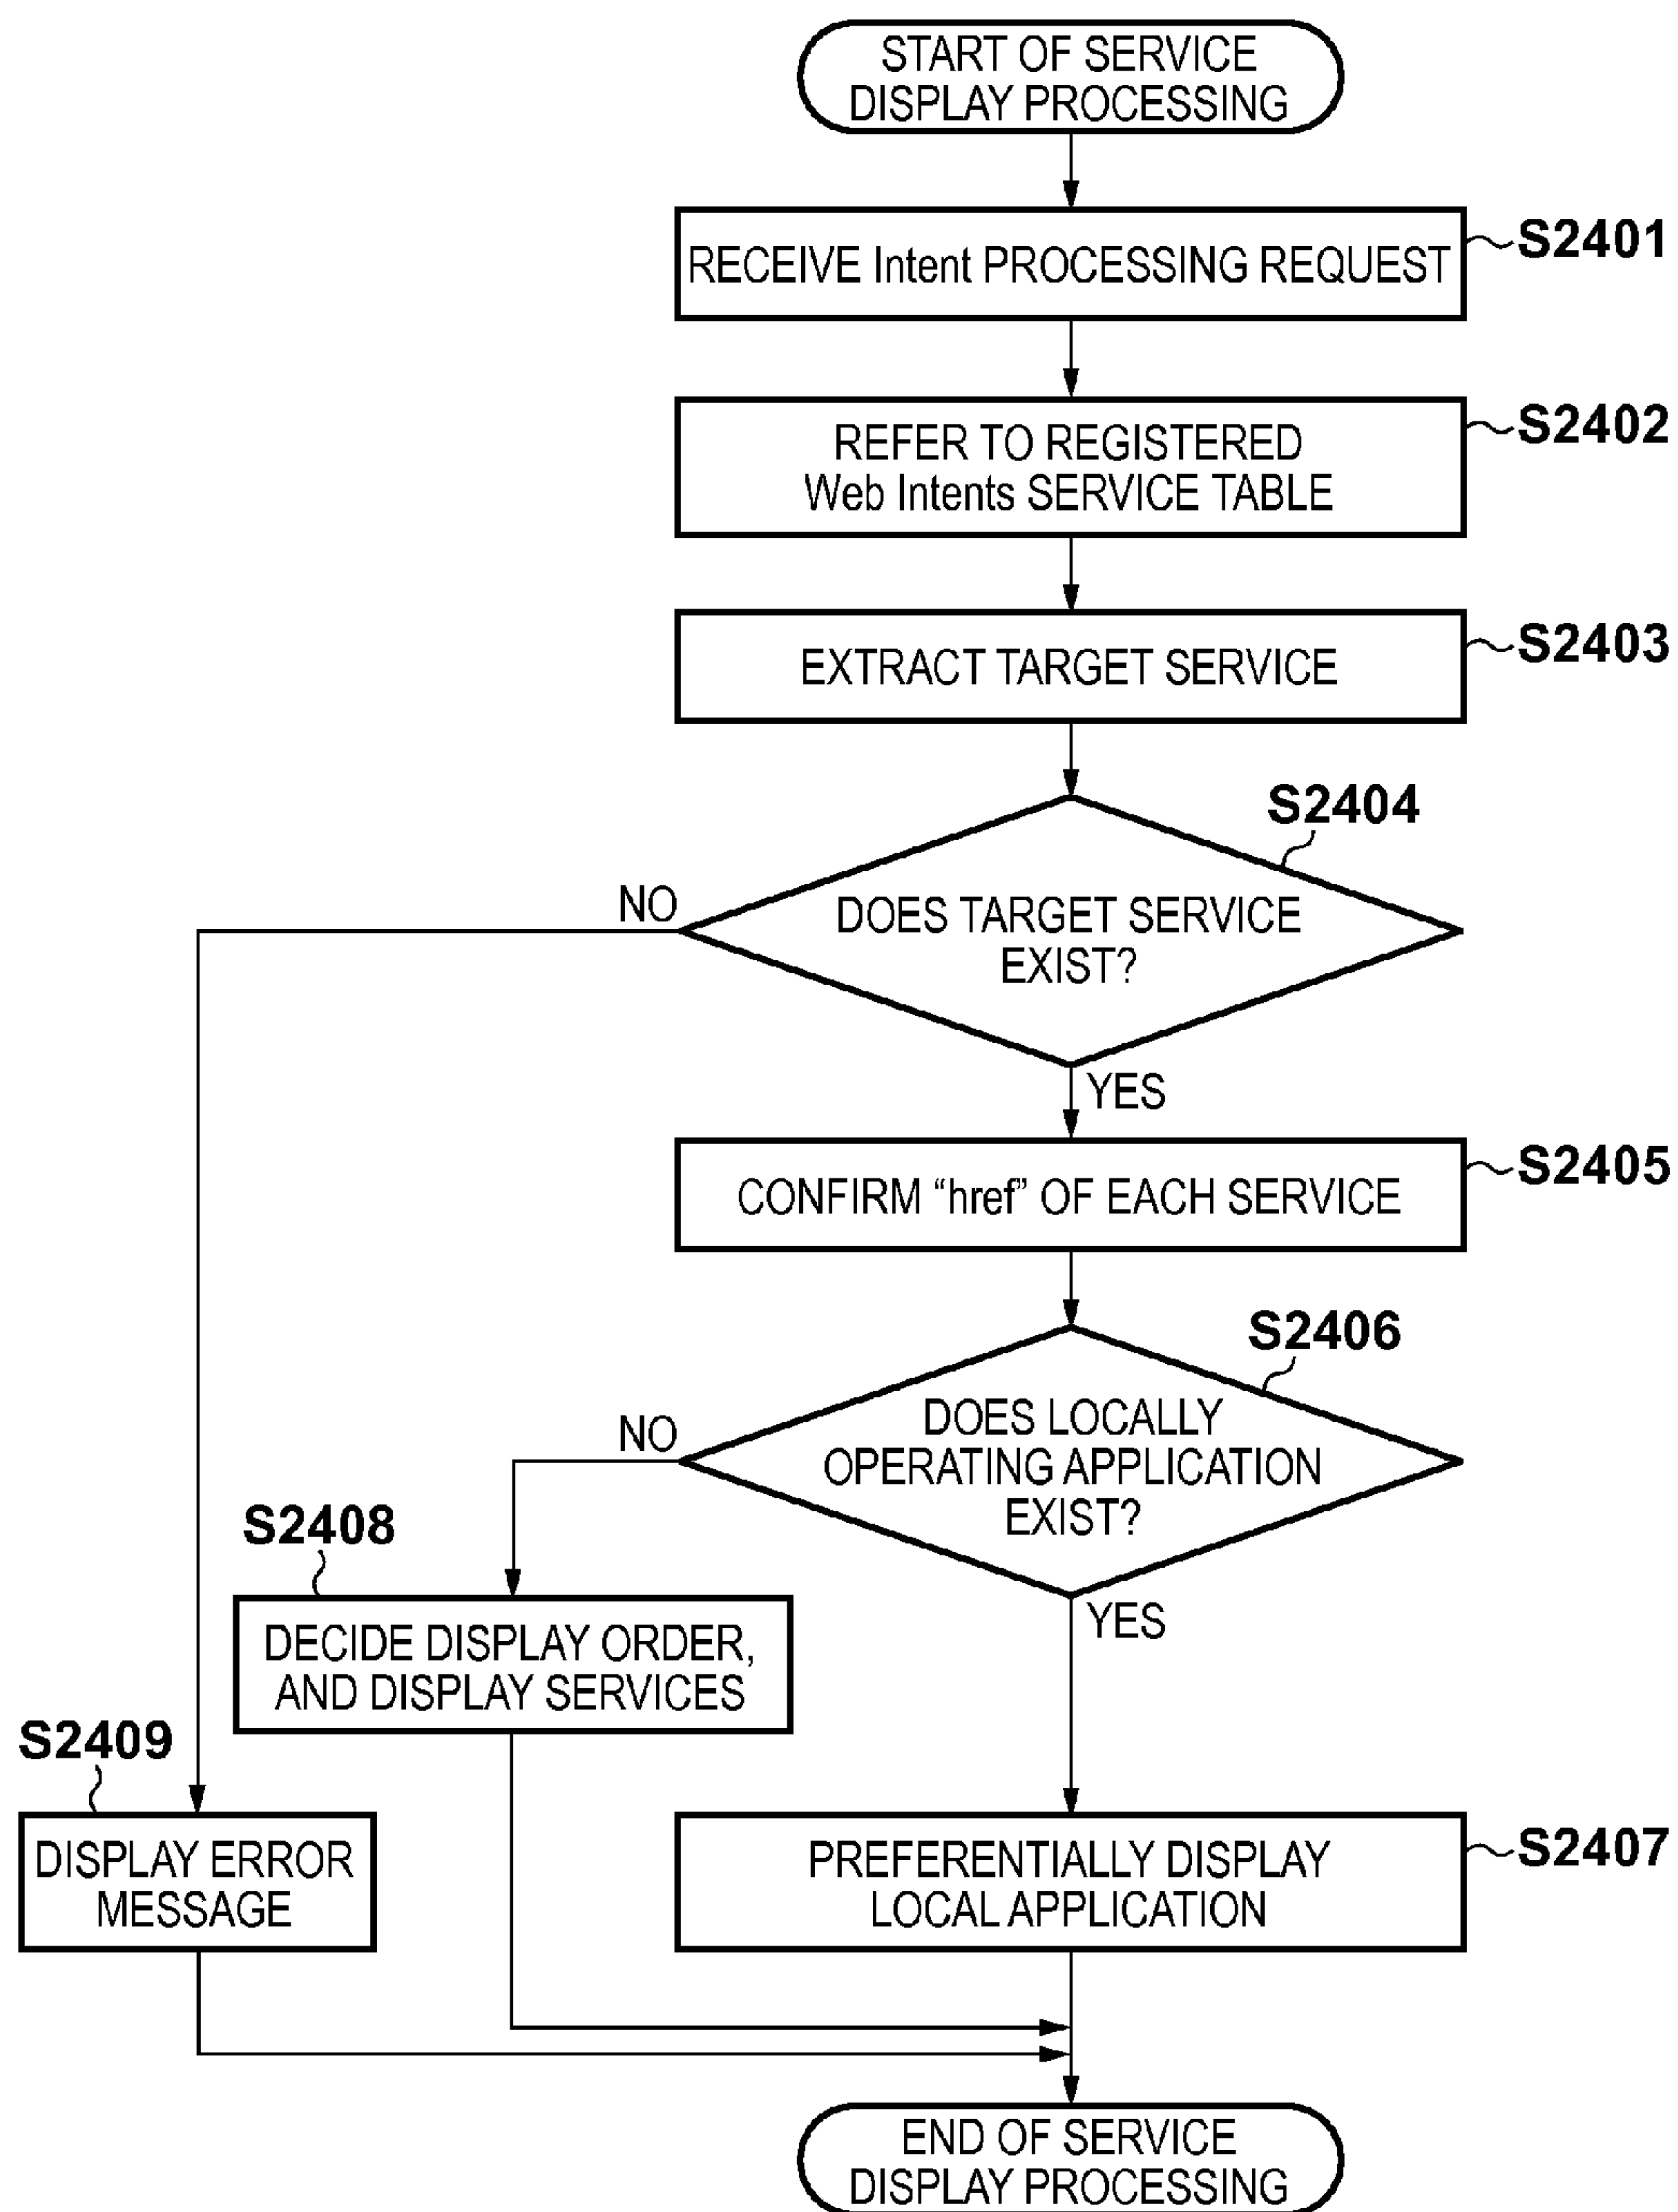 START OF SERVICE
DISPLAY PROCESSING
RECEIVE Intent PROCESSING REQUEST
S2401
REFER TO REGISTERED
Web Intents SERVICE TABLE
S2402
EXTRACT TARGET SERVICE
S2403
S2404
NO
DOES TARGET SERVICE
EXIST?
YES
CONFIRM “href” OF EACH SERVICE
S2405
S2406
NO
DOES LOCALLY
OPERATING APPLICATION
EXIST?
YES
S2408
DECIDE DISPLAY ORDER,
AND DISPLAY SERVICES
S2409
DISPLAY ERROR
MESSAGE
PREFERENTIALLY DISPLAY
LOCAL APPLICATION
S2407
END OF SERVICE
DISPLAY PROCESSING